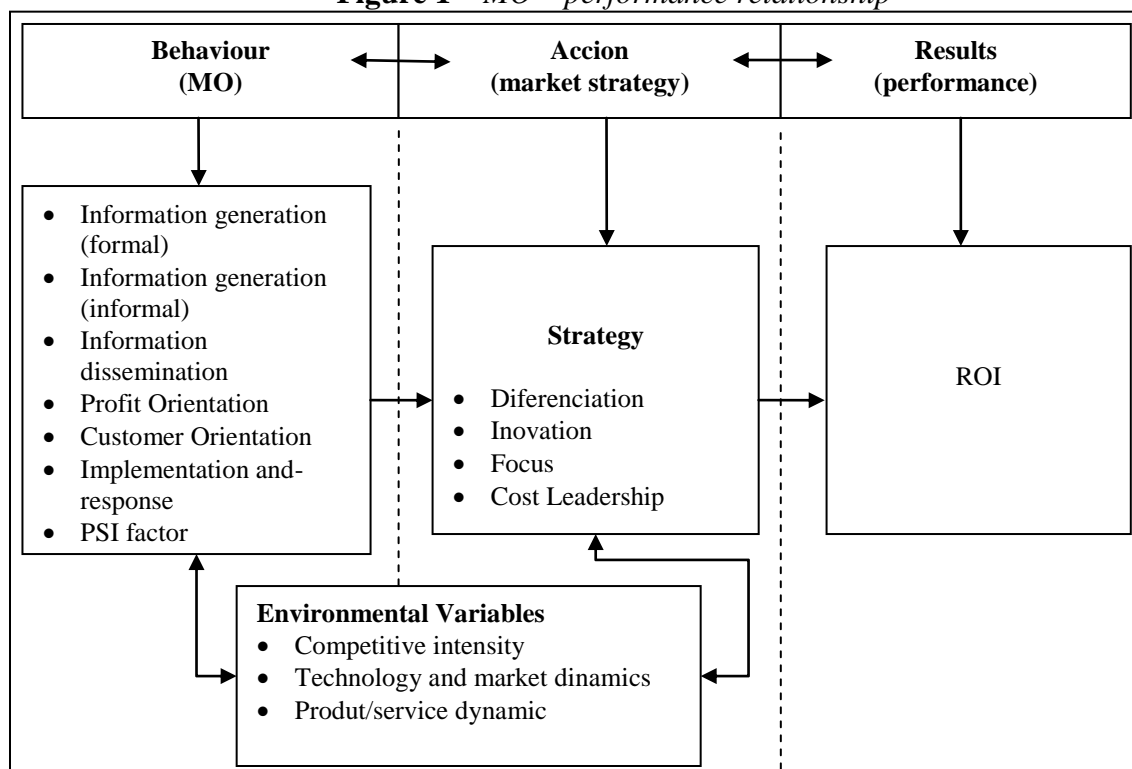 Figure 1 – MO – performance relationship
Behaviour
(MO)
Accion
(market strategy)
Results
(performance)
• Information generation
(formal)
• Information generation
(informal)
• Information
dissemination
• Profit Orientation
• Customer Orientation
• Implementation and-
response
• PSI factor
Strategy
• Diferenciation
• Inovation
• Focus
• Cost Leadership
ROI
Environmental Variables
• Competitive intensity
• Technology and market dinamics
• Produt/service dynamic